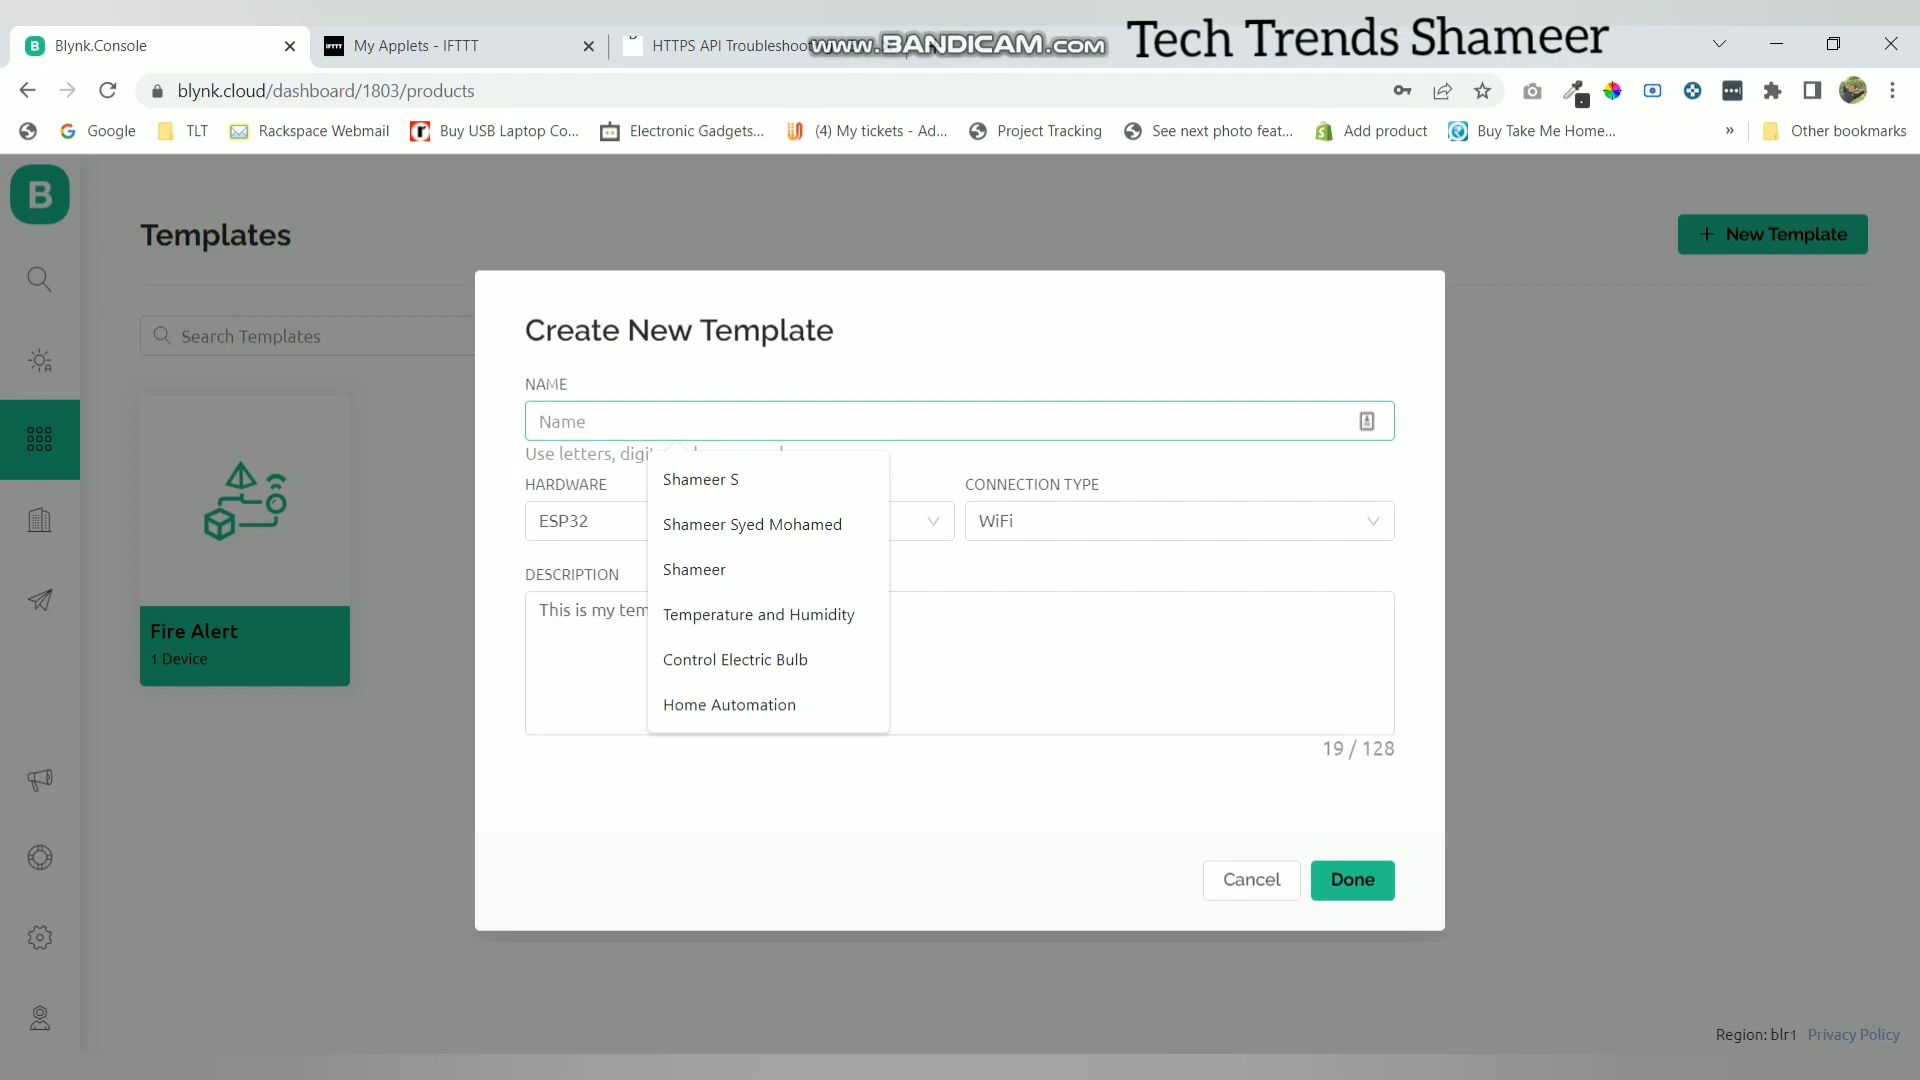 Blynk.Console
My Applets - IFTTT
HTTPS API Troubleshoot
www.BANDICAM.com
Tech Trends Shameer
blynk.cloud/dashboard/1803/products
Google
TLT
Rackspace Webmail
Buy USB Laptop Co...
Electronic Gadgets...
(4) My tickets - Ad...
Project Tracking
See next photo feat...
Add product
Buy Take Me Home...
»
Other bookmarks
B
Templates
+ New Template
Search Templates
Fire Alert
1 Device
Create New Template
NAME
Name
Use letters, digi
Shameer S
Shameer Syed Mohamed
Shameer
Temperature and Humidity
Control Electric Bulb
Home Automation
HARDWARE
ESP32
CONNECTION TYPE
WiFi
DESCRIPTION
This is my tem
19 / 128
Cancel
Done
Region: blr1 Privacy Policy